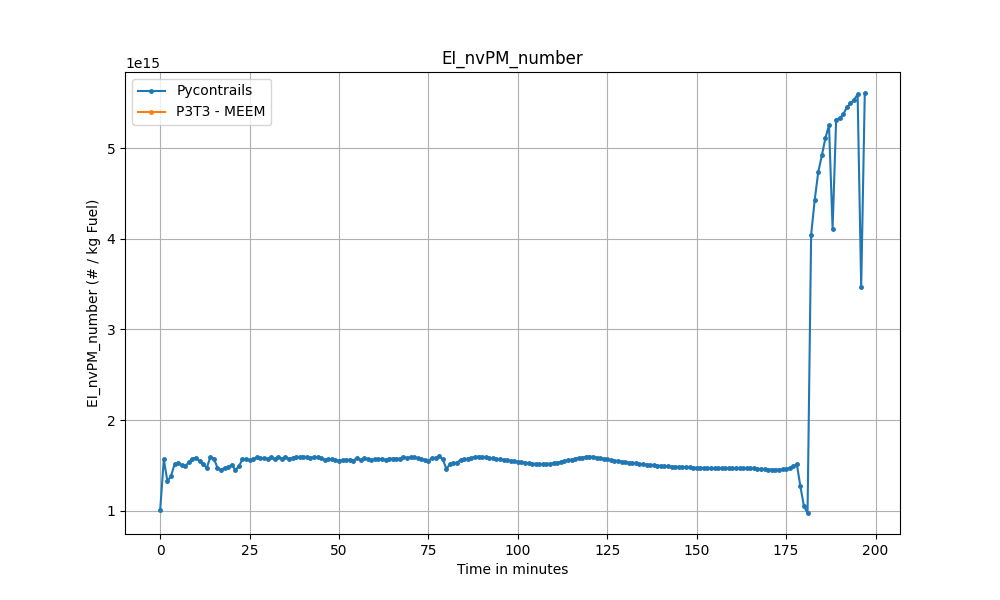 EI_nvPM_number
1e15
Pycontrails
P3T3 - MEEM
EI_nvPM_number (# / kg Fuel)
5
4
3
2
1
0 25 50 75 100 125 150 175 200
Time in minutes